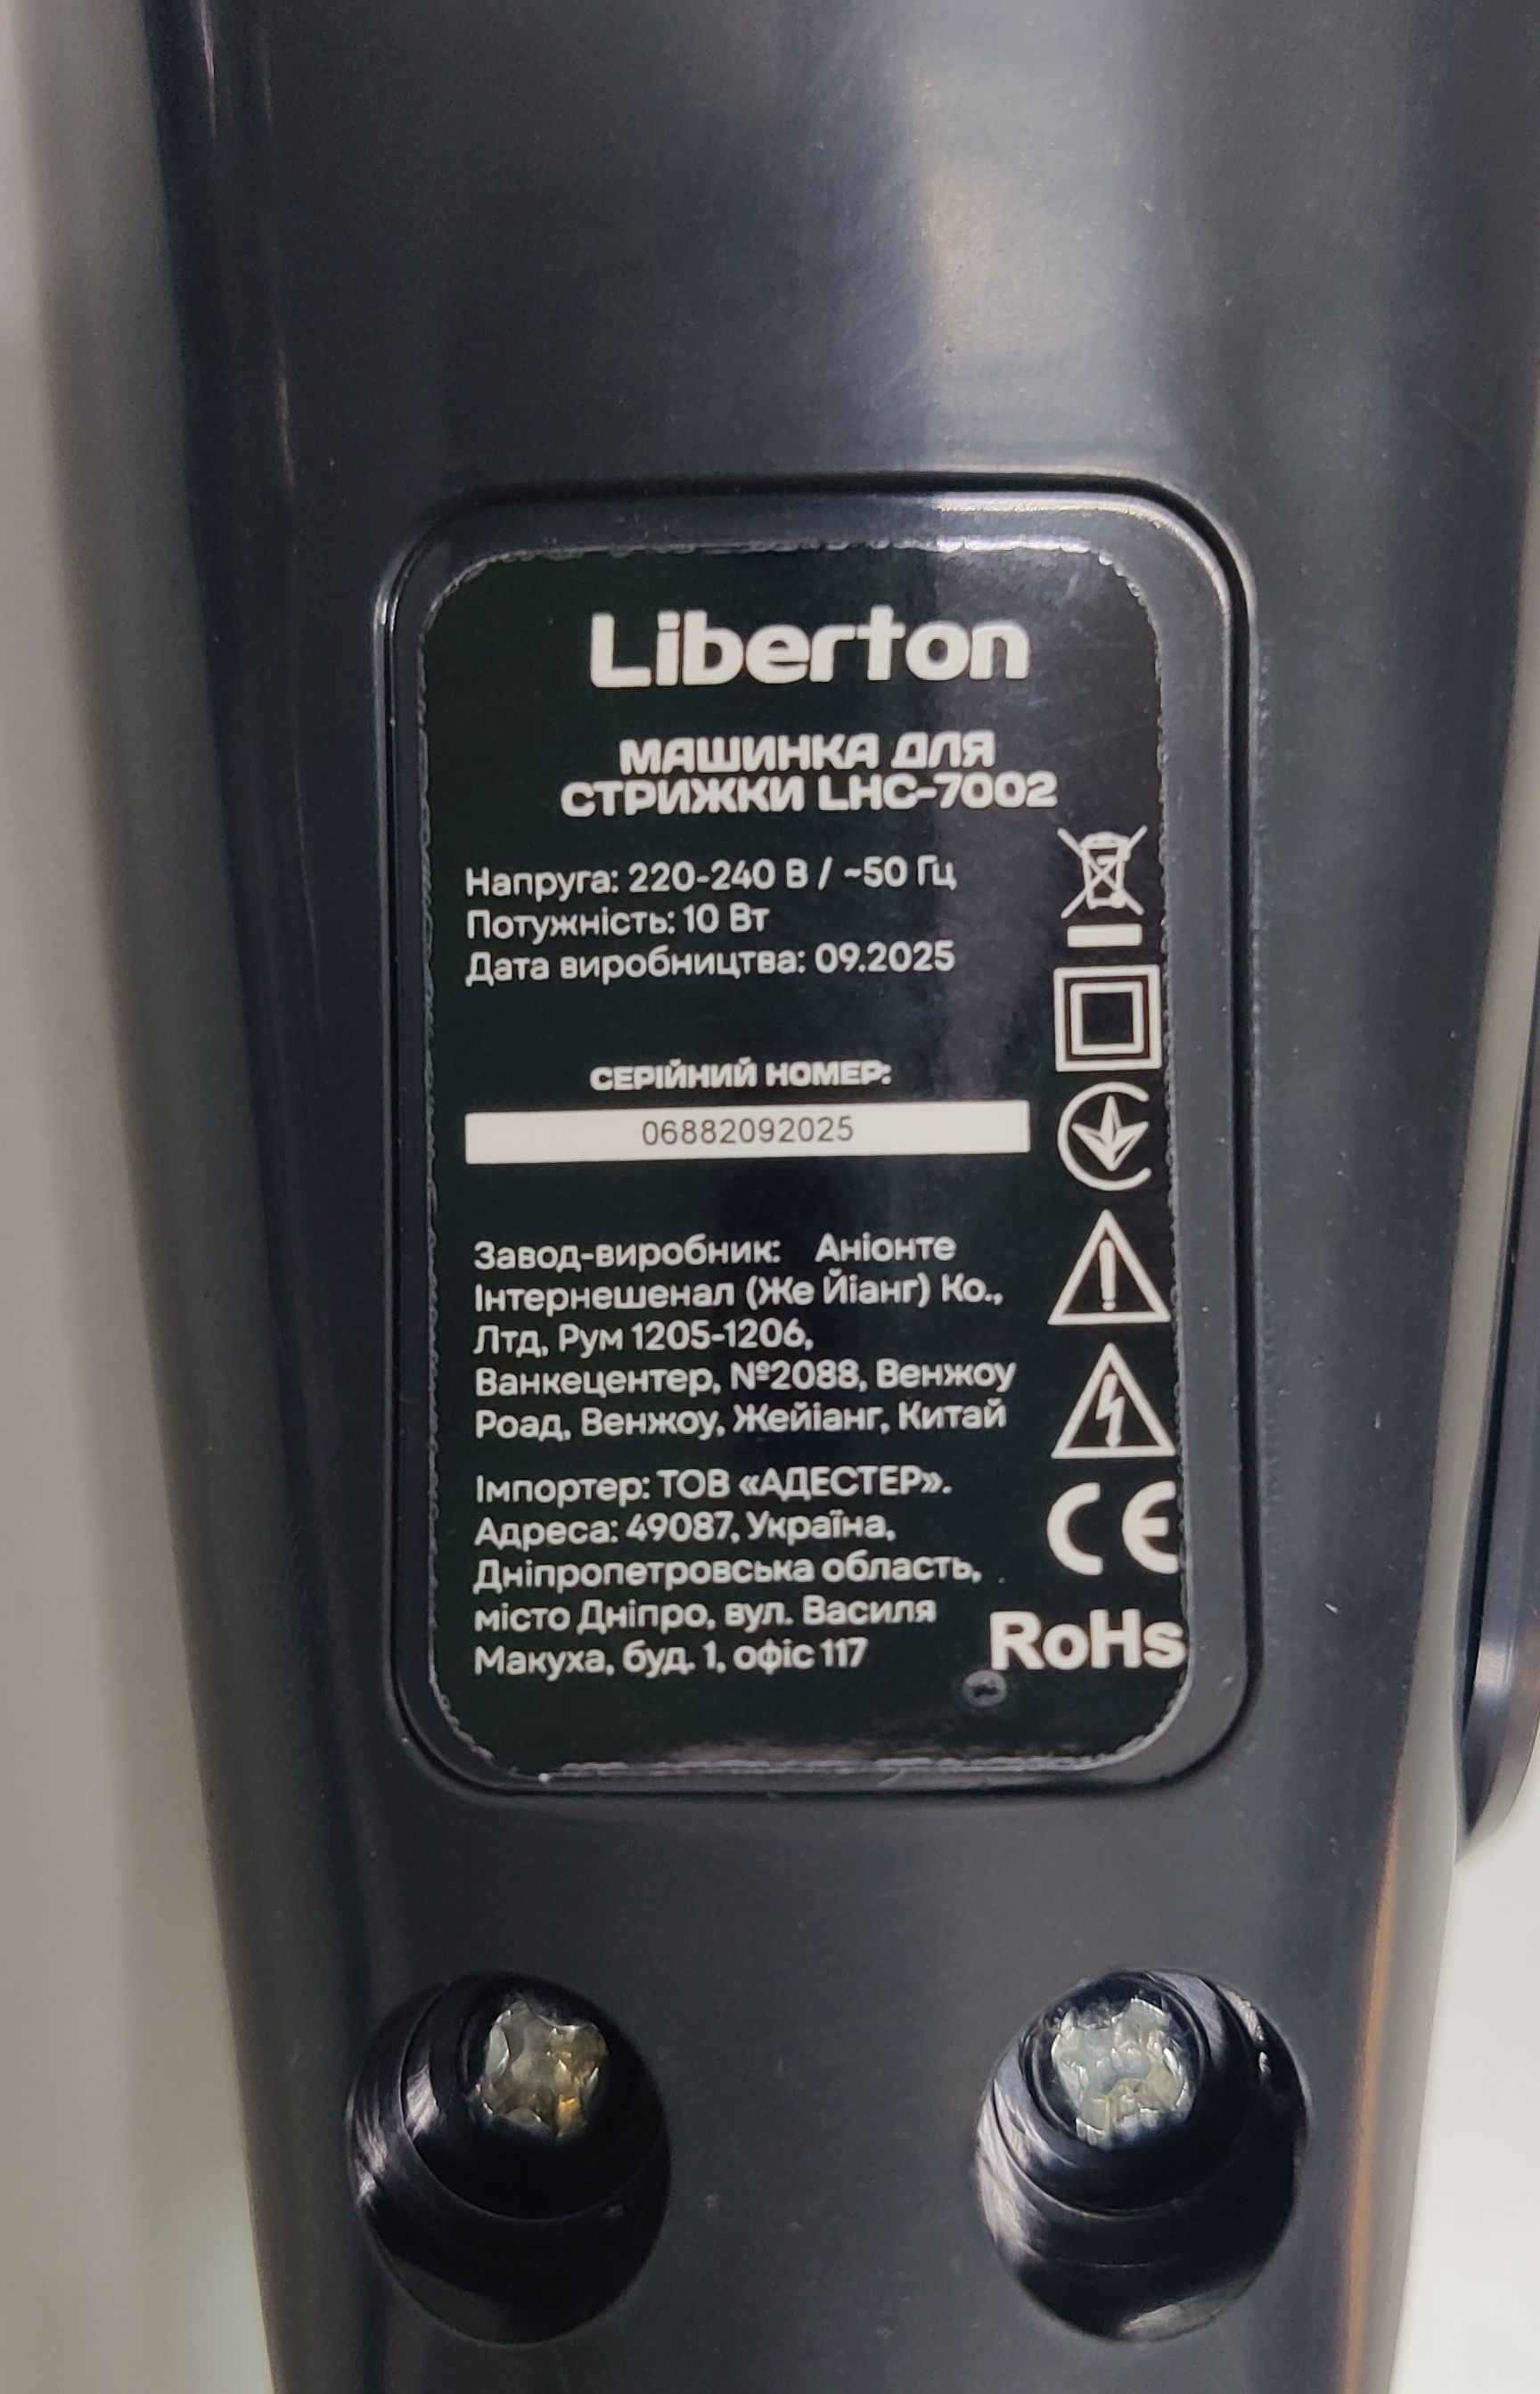 Liberton
МАШИНКА ДЛЯ
СТРИЖКИ LHC-7002
Напруга: 220-240 В / ~50 Гц
Потужність: 10 Вт
Дата виробництва: 09.2025
СЕРІЙНИЙ НОМЕР:
06882092025
Завод-виробник: Аніонте
Інтернешенал (Же Йіанг) Ко.,
Лтд, Рум 1205-1206,
Ванкецентер, №2088, Венжоу
Роад, Венжоу, Жейіанг, Китай
Імпортер: ТОВ «АДЕСТЕР».
Адреса: 49087, Україна,
Дніпропетровська область,
місто Дніпро, вул. Василя
Макуха, буд. 1, офіс 117
CE
RoHs